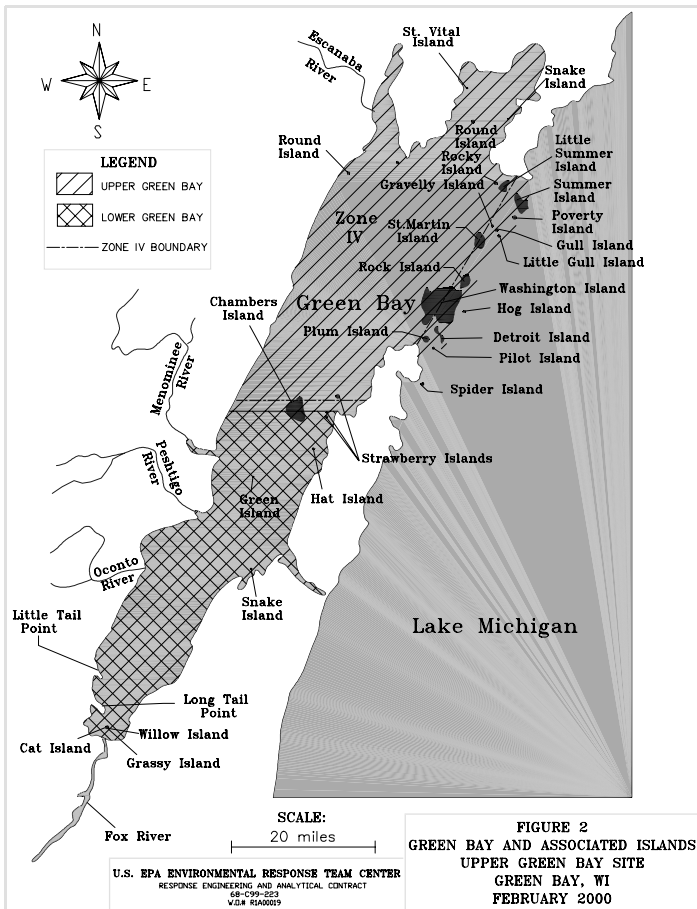 N
W
E
S
LEGEND
UPPER GREEN BAY
LOWER GREEN BAY
ZONE IV BOUNDARY
Escanaba
River
St. Vital
Island
Snake
Island
Round
Island
Round
Island
Rocky
Island
Gravelly Island
Little
Summer
Island
Summer
Island
Poverty
Island
Gull Island
Little Gull Island
Zone
IV
St.Martin
Island
Rock Island
Washington Island
Hog Island
Green Bay
Chambers
Island
Plum Island
Detroit Island
Pilot Island
Spider Island
Menominee
River
Strawberry Islands
Peshtigo
River
Green
Island
Hat Island
Oconto
River
Snake
Island
Little Tail
Point
Lake Michigan
Long Tail
Point
Willow Island
Cat Island
Grassy Island
Fox River
SCALE:
20 miles
U.S. EPA ENVIRONMENTAL RESPONSE TEAM CENTER
RESPONSE ENGINEERING AND ANALYTICAL CONTRACT
68-C99-223
W.O.# R1A00019
FIGURE 2
GREEN BAY AND ASSOCIATED ISLANDS
UPPER GREEN BAY SITE
GREEN BAY, WI
FEBRUARY 2000